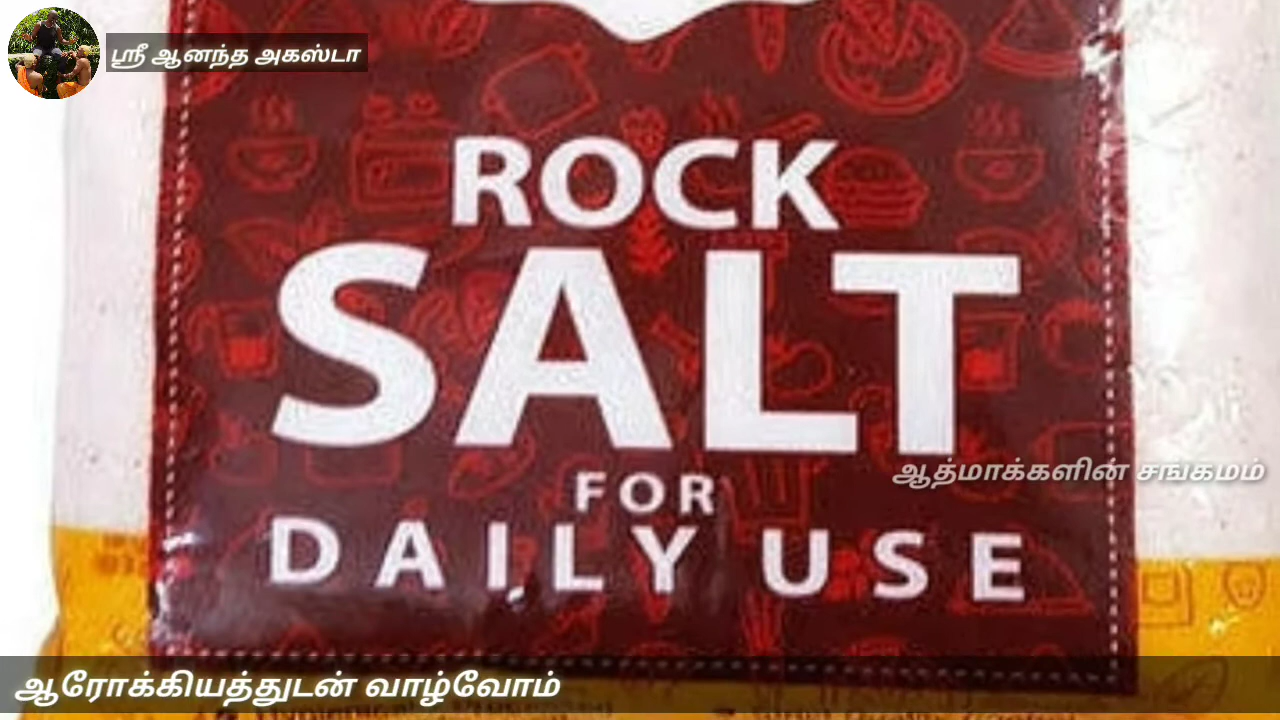 ஸ்ரீ ஆனந்த அகஸ்டா
ROCK
SALT
ஆத்மாக்களின் சங்கமம்
FOR
DAILY USE
ஆரோக்கியத்துடன் வாழ்வோம்